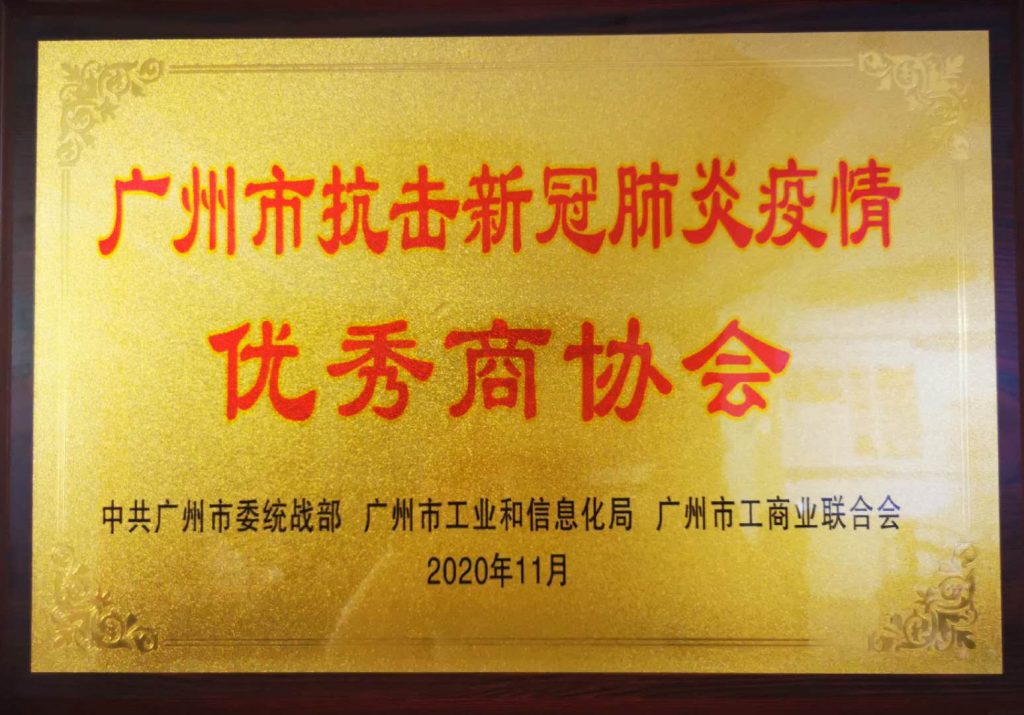 广州市抗击新冠肺炎疫情
优秀商协会
中共广州市委统战部 广州市工业和信息化局 广州市工商业联合会
2020年11月